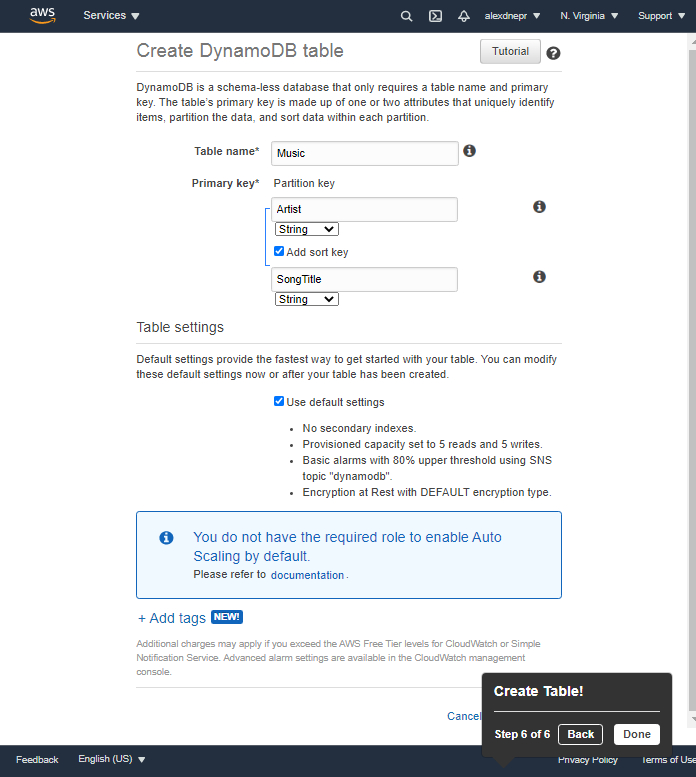 aws
Services
alexdnepr
N. Virginia
Support
Create DynamoDB table
Tutorial
DynamoDB is a schema-less database that only requires a table name and primary
key. The table's primary key is made up of one or two attributes that uniquely identify
items, partition the data, and sort data within each partition.
Table name*
Music
Primary key*
Partition key
Artist
String
Add sort key
SongTitle
String
Table settings
Default settings provide the fastest way to get started with your table. You can modify
these default settings now or after your table has been created.
Use default settings
• No secondary indexes.
• Provisioned capacity set to 5 reads and 5 writes.
• Basic alarms with 80% upper threshold using SNS
topic "dynamodb".
• Encryption at Rest with DEFAULT encryption type.
You do not have the required role to enable Auto
Scaling by default.
Please refer to documentation.
+ Add tags NEW!
Additional charges may apply if you exceed the AWS Free Tier levels for CloudWatch or Simple
Notification Service. Advanced alarm settings are available in the CloudWatch management
console.
Cancel
Create Table!
Step 6 of 6
Back
Done
Feedback
English (US)
Privacy Policy
Terms of Use